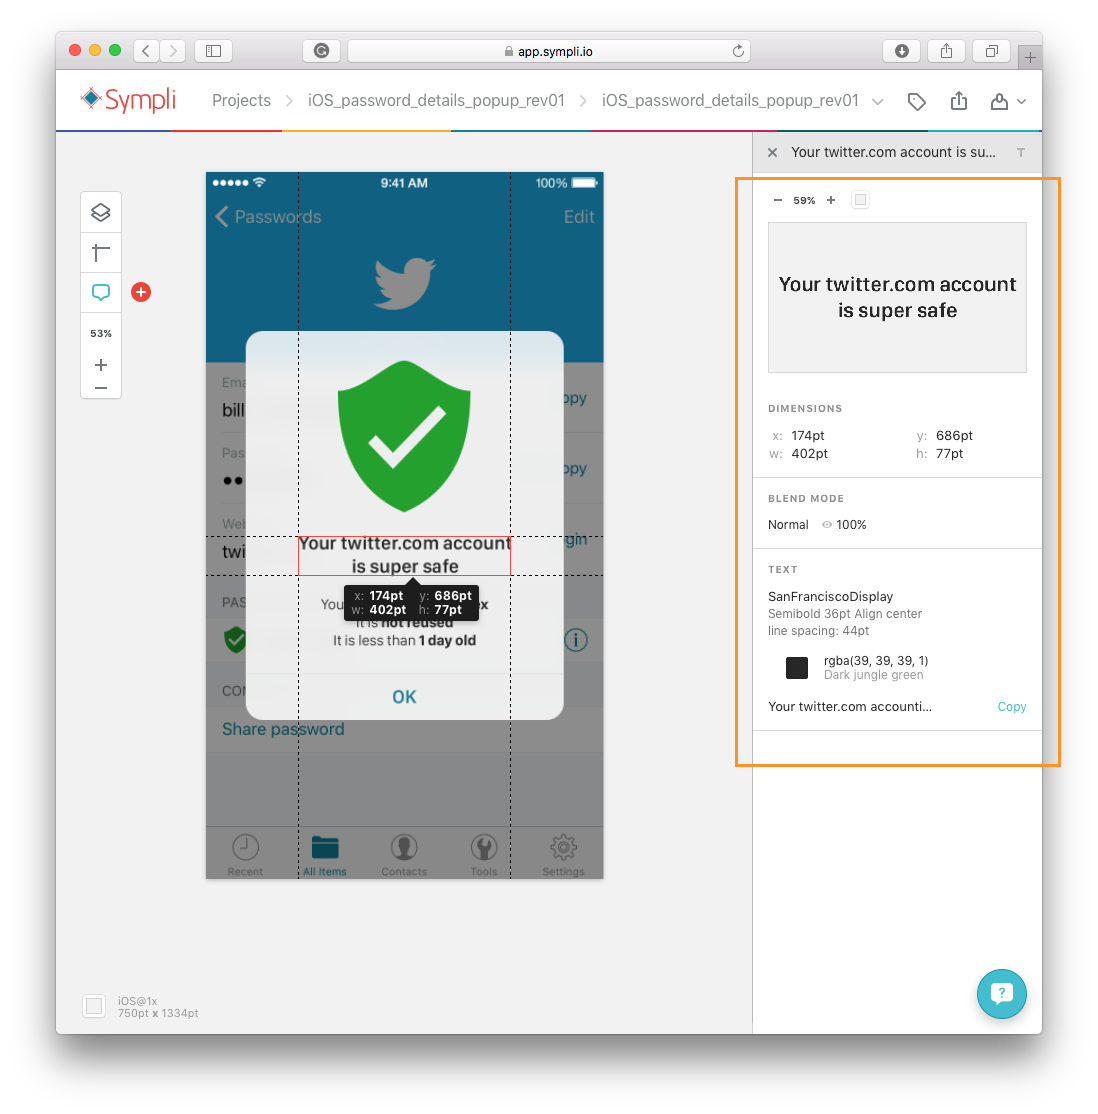 app.sympli.io
Sympli
Projects
iOS_password_details_popup_rev01
iOS_password_details_popup_rev01
Your twitter.com account is su...
T
53%
9:41 AM
100%
Passwords
Edit
Ema
bill
opy
Pas
opy
Web
twi
gin
PAS
CON
Your twitter.com account
is super safe
x: 174pt y: 686pt
w: 402pt h: 77pt
You
ex
It is not reused
It is less than 1 day old
OK
Share password
Recent
All Items
Contacts
Tools
Settings
iOS@1x
750pt x 1334pt
59%
Your twitter.com account
is super safe
DIMENSIONS
x: 174pt y: 686pt
w: 402pt h: 77pt
BLEND MODE
Normal 100%
TEXT
SanFranciscoDisplay
Semibold 36pt Align center
line spacing: 44pt
rgba(39, 39, 39, 1)
Dark jungle green
Your twitter.com accounti... Copy